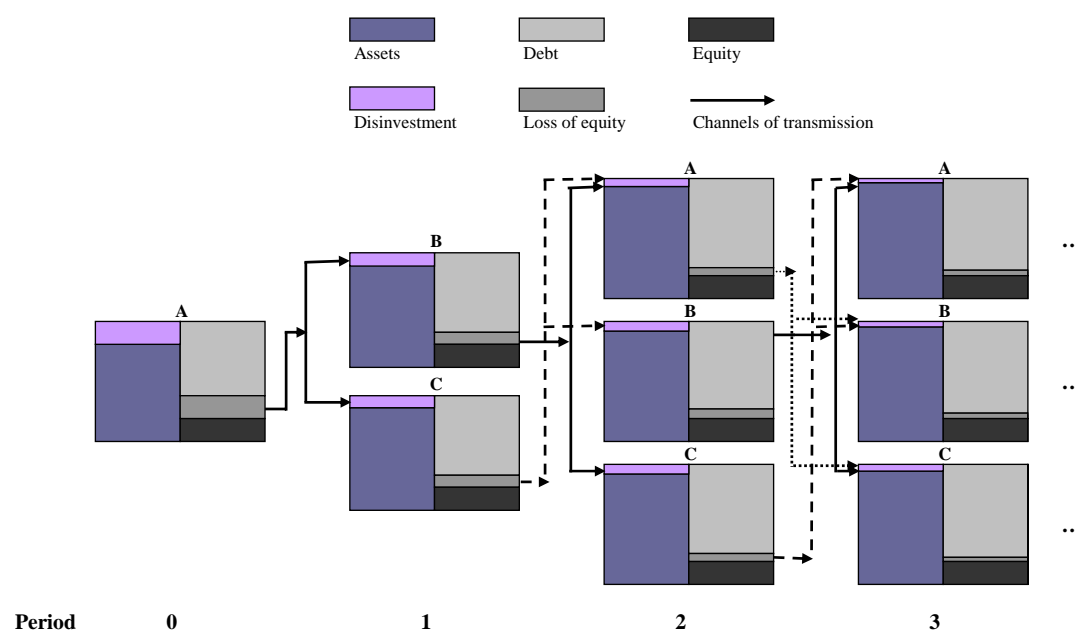 Assets Debt Equity
Disinvestment Loss of equity Channels of transmission
A A
B
A B B
C
C C
..
..
..
Period 0 1 2 3